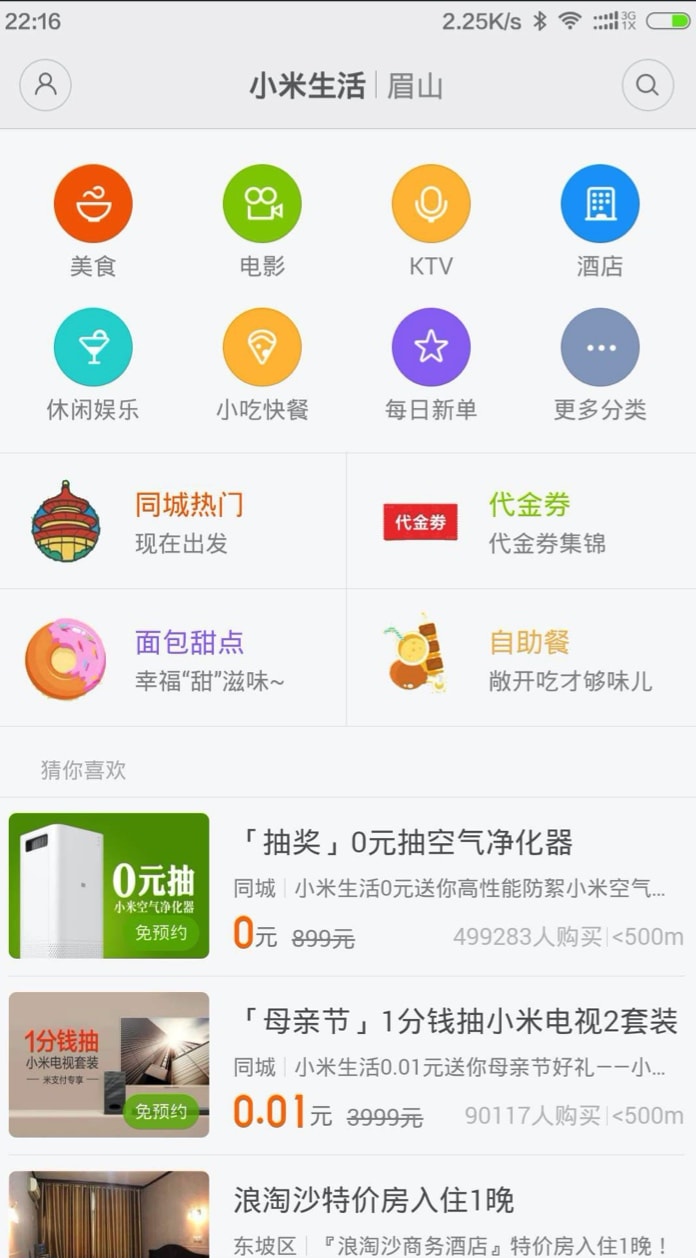 22:16 2.25K/s 3G 1X
小米生活 | 眉山
美食 电影 KTV 酒店
休闲娱乐 小吃快餐 每日新单 更多分类
同城热门
现在出发
代金券
代金券
代金券集锦
面包甜点
幸福“甜”滋味~
自助餐
敞开吃才够味儿
猜你喜欢
0元抽
小米空气净化器
免预约
「抽奖」0元抽空气净化器
同城 | 小米生活0元送你高性能防絮小米空气...
0元 899元 499283人购买 | <500m
1分钱抽
小米电视套装
米支付专享
免预约
「母亲节」1分钱抽小米电视2套装
同城 | 小米生活0.01元送你母亲节好礼——小...
0.01元 3999元 90117人购买 | <500m
浪淘沙特价房入住1晚
东坡区 | 『浪淘沙商务酒店』特价房入住1晚！